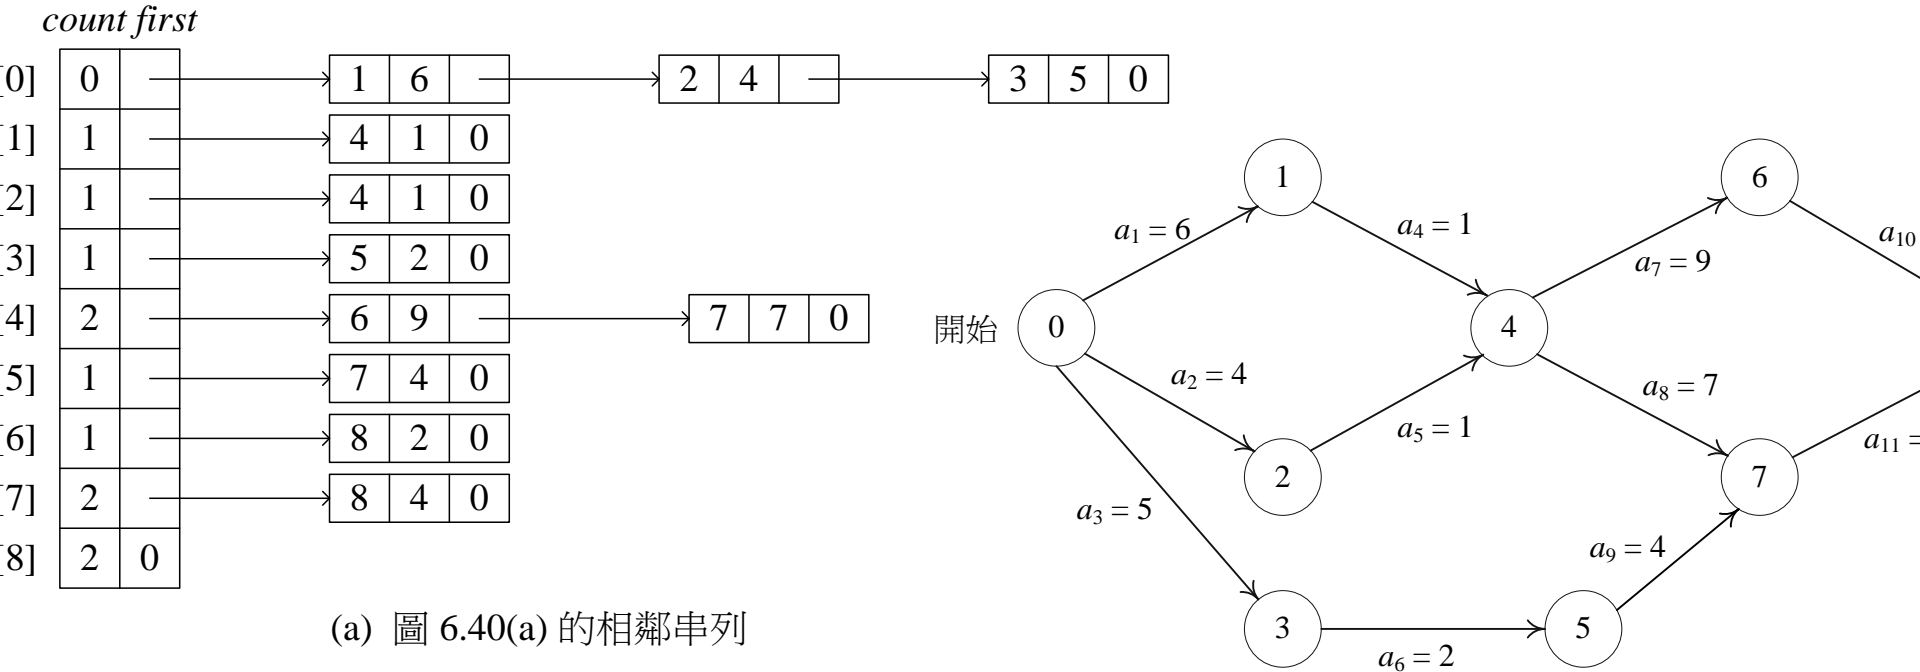 count first
[0] 0 1 6 2 4 3 5 0
[1] 1 4 1 0
[2] 1 4 1 0
[3] 1 5 2 0
[4] 2 6 9 7 7 0
[5] 1 7 4 0
[6] 1 8 2 0
[7] 2 8 4 0
[8] 2 0
(a) 圖 6.40(a) 的相鄰串列
1
6
a1 = 6
a4 = 1
a10
a7 = 9
開始
0
4
a2 = 4
a8 = 7
a5 = 1
a11 =
2
7
a3 = 5
a9 = 4
3
5
a6 = 2